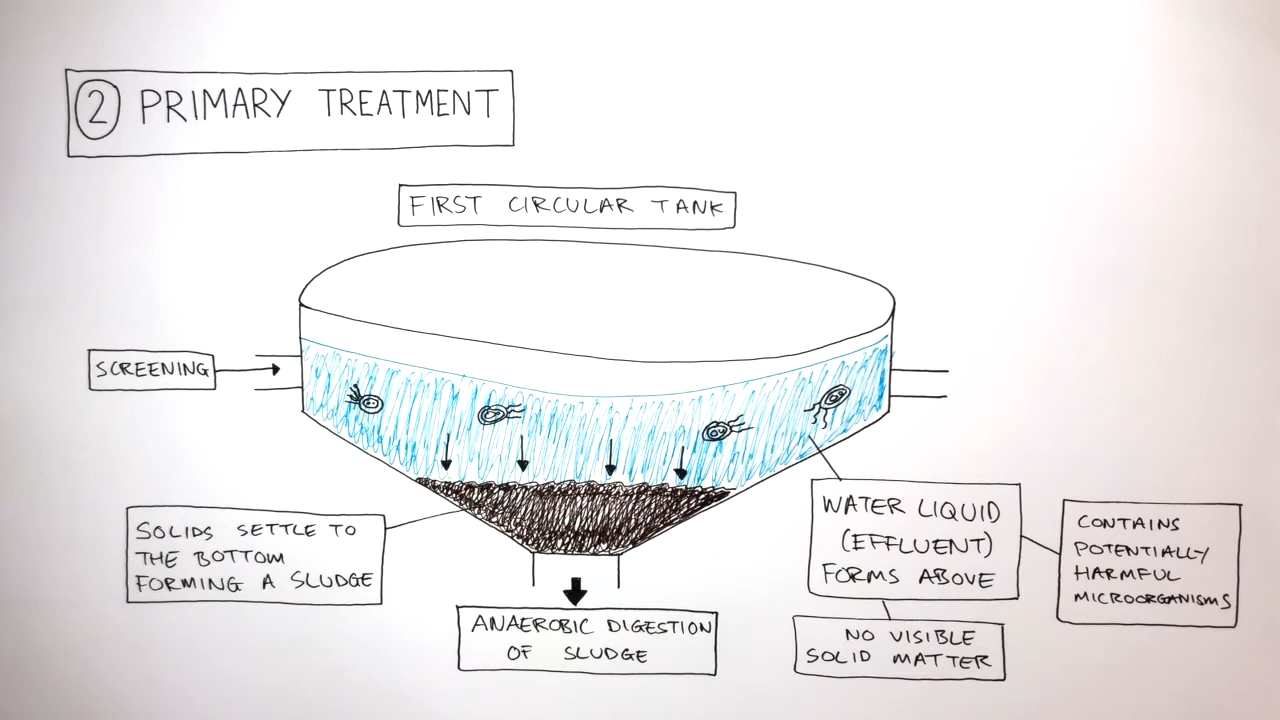 2 PRIMARY TREATMENT
FIRST CIRCULAR TANK
SCREENING
SOLIDS SETTLE TO
THE BOTTOM
FORMING A SLUDGE
ANAEROBIC DIGESTION
OF SLUDGE
WATER LIQUID
(EFFLUENT)
FORMS ABOVE
NO VISIBLE
SOLID MATTER
CONTAINS
POTENTIALLY
HARMFUL
MICROORGANISMS